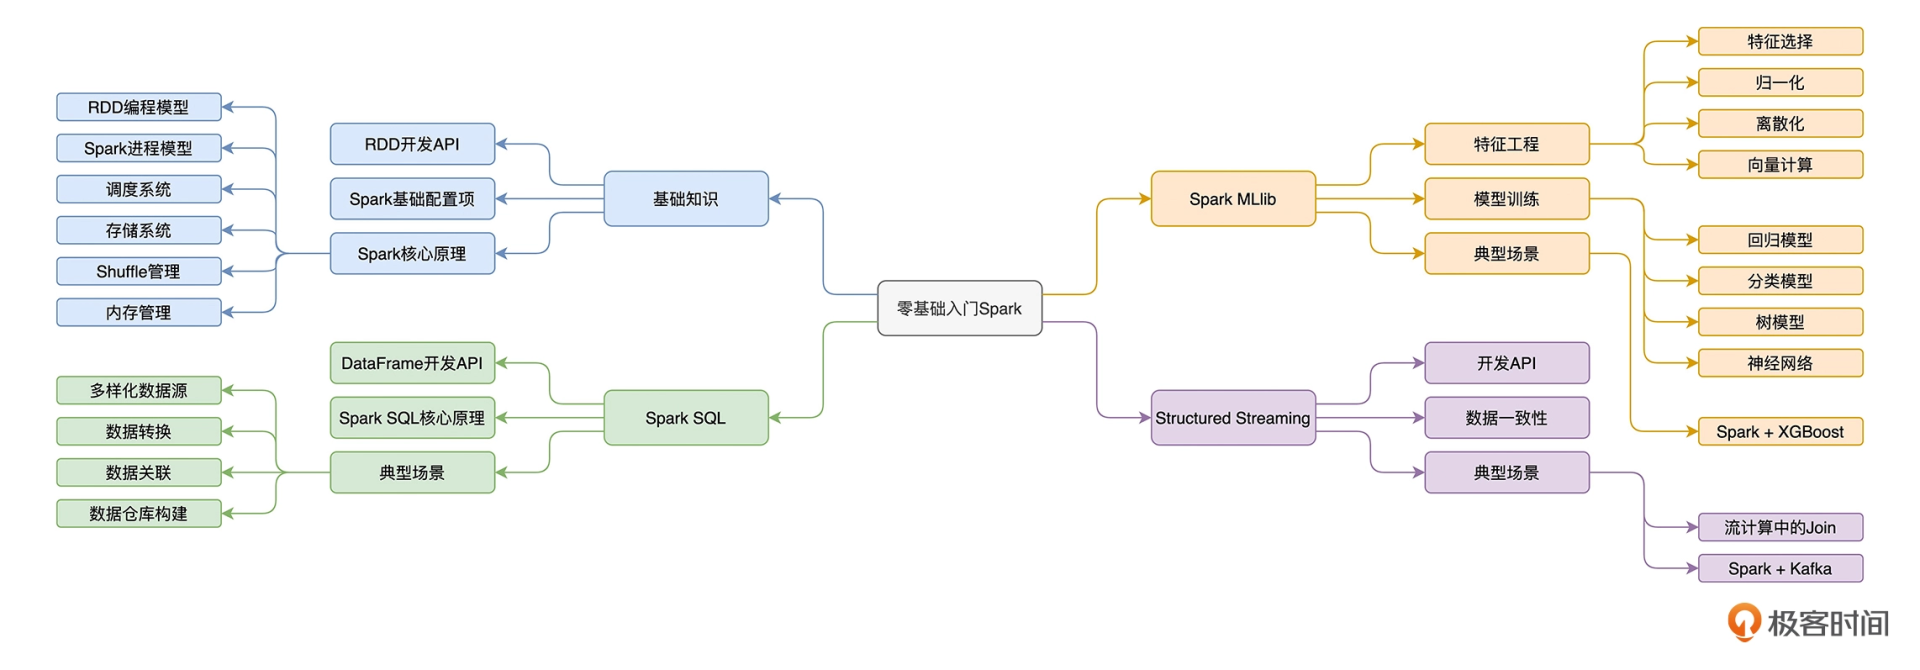 零基础入门Spark
基础知识
RDD开发API
Spark基础配置项
Spark核心原理
RDD编程模型
Spark进程模型
调度系统
存储系统
Shuffle管理
内存管理
Spark SQL
DataFrame开发API
Spark SQL核心原理
典型场景
多样化数据源
数据转换
数据关联
数据仓库构建
Spark MLlib
特征工程
特征选择
归一化
离散化
向量计算
模型训练
回归模型
分类模型
树模型
神经网络
典型场景
Spark + XGBoost
Structured Streaming
开发API
数据一致性
典型场景
流计算中的Join
Spark + Kafka
极客时间